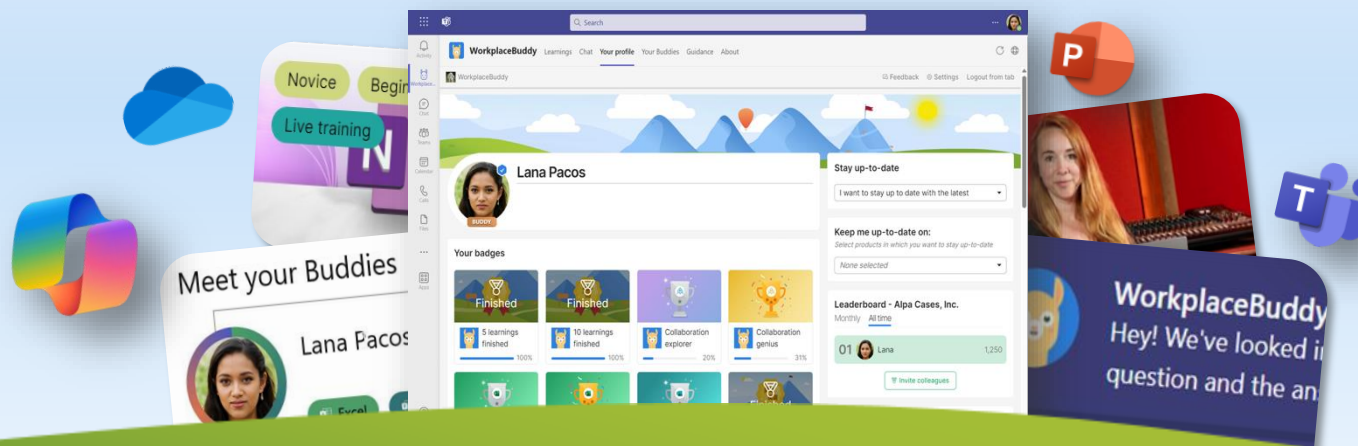 Search
Activity
Workplace...
Chat
Teams
Calendar
Calls
Files
Apps
WorkplaceBuddy
Learnings
Chat
Your profile
Your Buddies
Guidance
About
WorkplaceBuddy
Feedback
Settings
Logout from tab
Lana Pacos
BUDDY
Your badges
Finished
5 learnings
finished
100%
Finished
10 learnings
finished
100%
Collaboration
explorer
20%
Collaboration
genius
31%
Stay up-to-date
I want to stay up to date with the latest
Keep me up-to-date on:
Select products in which you want to stay up-to-date
None selected
Leaderboard - Alpa Cases, Inc.
Monthly
All time
01
Lana
1,250
Invite colleagues
Novice
Begin
Live training
N
Meet your Buddies
Lana Pacos
Excel
P
T
WorkplaceBuddy
Hey! We've looked in
question and the an